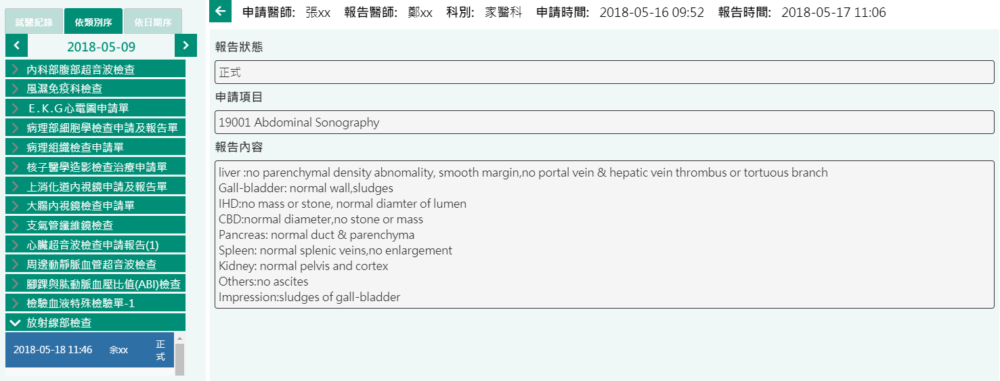 就醫紀錄 依類別序 依日期序
2018-05-09
內科部腹部超音波檢查
風濕免疫科檢查
E.K.G心電圖申請單
病理部細胞學檢查申請及報告單
病理組織檢查申請單
核子醫學造影檢查治療申請單
上消化道內視鏡申請及報告單
大腸內視鏡檢查申請單
支氣管纖維鏡檢查
心臟超音波檢查申請報告(1)
周邊動靜脈血管超音波檢查
腳踝與肱動脈血壓比值(ABI)檢查
檢驗血液特殊檢驗單-1
放射線部檢查
2018-05-18 11:46 余xx 正式
申請醫師: 張xx 報告醫師: 鄭xx 科別: 家醫科 申請時間: 2018-05-16 09:52 報告時間: 2018-05-17 11:06
報告狀態
正式
申請項目
19001 Abdominal Sonography
報告內容
liver :no parenchymal density abnomality, smooth margin,no portal vein & hepatic vein thrombus or tortuous branch
Gall-bladder: normal wall,sludges
IHD:no mass or stone, normal diamter of lumen
CBD:normal diameter,no stone or mass
Pancreas: normal duct & parenchyma
Spleen: normal splenic veins,no enlargement
Kidney: normal pelvis and cortex
Others:no ascites
Impression:sludges of gall-bladder